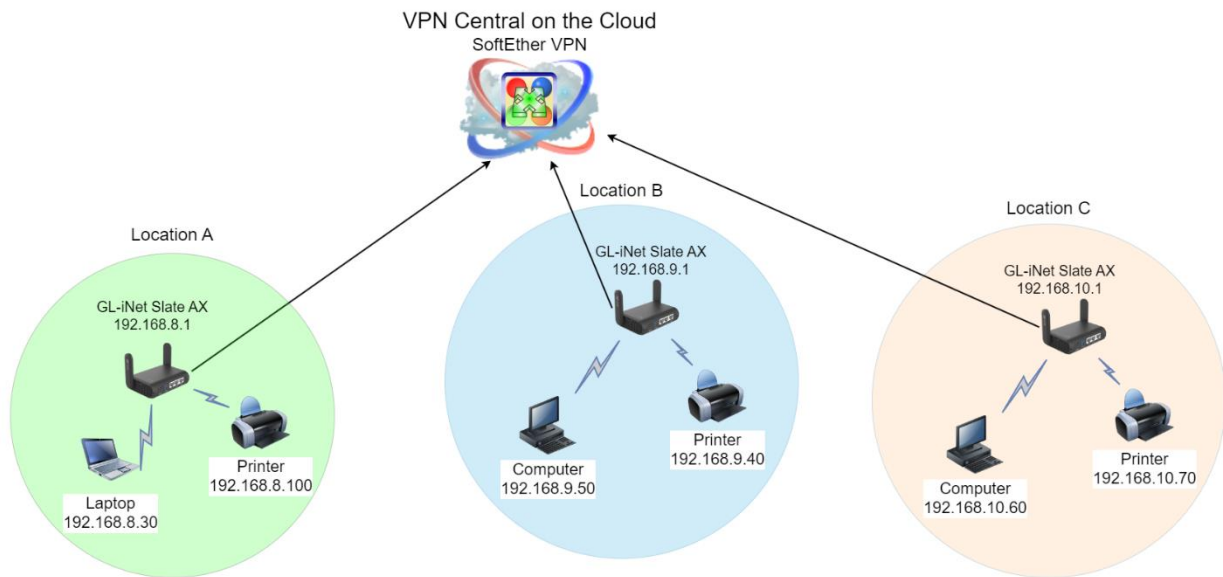 VPN Central on the Cloud
SoftEther VPN
Location A
GL-iNet Slate AX
192.168.8.1
Laptop
192.168.8.30
Printer
192.168.8.100
Location B
GL-iNet Slate AX
192.168.9.1
Computer
192.168.9.50
Printer
192.168.9.40
Location C
GL-iNet Slate AX
192.168.10.1
Computer
192.168.10.60
Printer
192.168.10.70